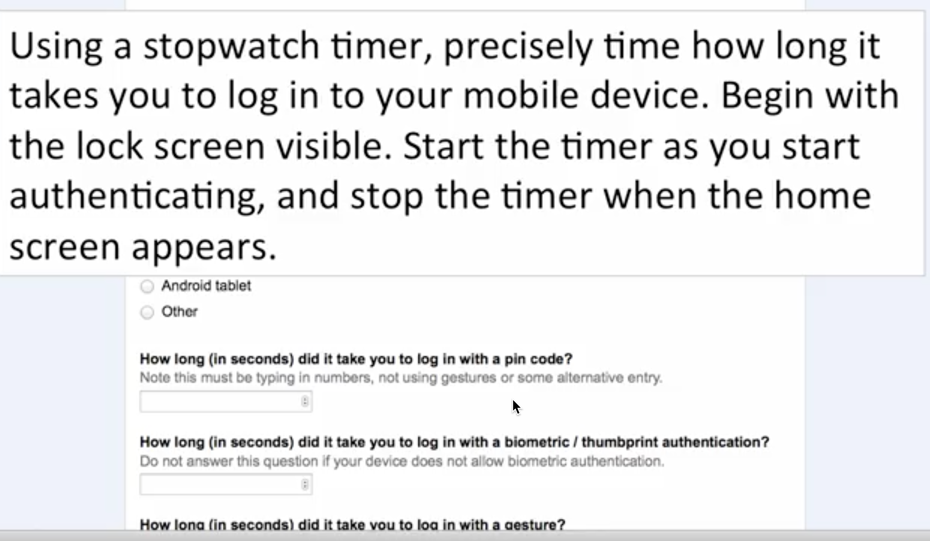 Using a stopwatch timer, precisely time how long it
takes you to log in to your mobile device. Begin with
the lock screen visible. Start the timer as you start
authenticating, and stop the timer when the home
screen appears.
Android tablet
Other
How long (in seconds) did it take you to log in with a pin code?
Note this must be typing in numbers, not using gestures or some alternative entry.
How long (in seconds) did it take you to log in with a biometric / thumbprint authentication?
Do not answer this question if your device does not allow biometric authentication.
How long (in seconds) did it take you to log in with a gesture?